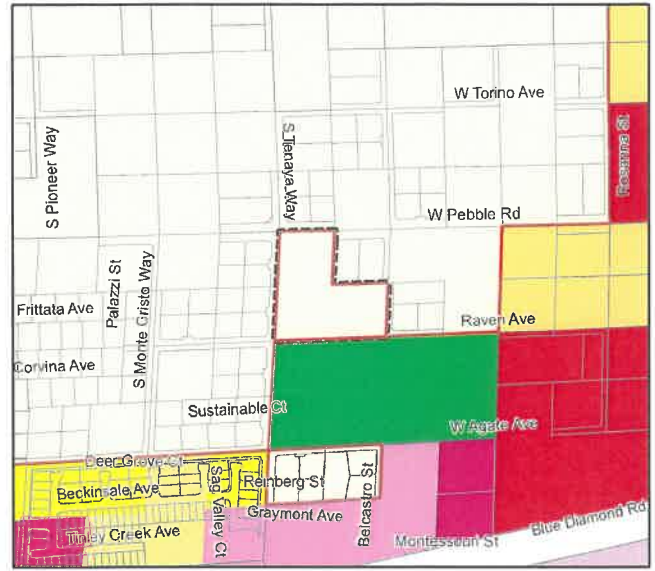 W Torino Ave
Rosanna St
S Pioneer Way
S Tenaya Way
W Pebble Rd
Palazzi St
S Monte Cristo Way
Frittata Ave
Raven Ave
Corvina Ave
Sustainable Ct
W Agate Ave
Deer Grove Ct
Beckinsale Ave
Sag Valley Ct
Reinberg St
Belcastro St
Graymont Ave
Tinley Creek Ave
Montessouri St
Blue Diamond Rd